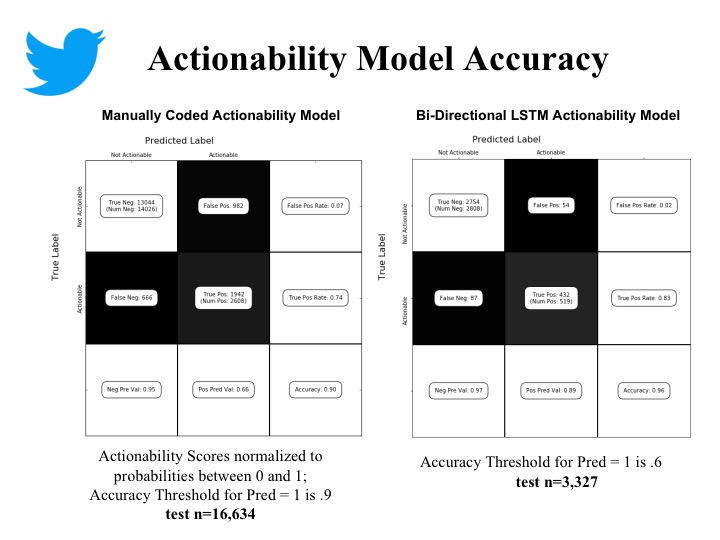 Actionability Model Accuracy
Manually Coded Actionability Model
Predicted Label
Not Actionable
Actionable
True Label
Not Actionable
Actionable
True Neg: 13044
(Num Neg: 14026)
False Pos: 982
False Pos Rate: 0.07
False Neg: 666
True Pos: 1942
(Num Pos: 2608)
True Pos Rate: 0.74
Neg Pre Val: 0.95
Pos Pred Val: 0.66
Accuracy: 0.90
Actionability Scores normalized to
probabilities between 0 and 1;
Accuracy Threshold for Pred = 1 is .9
test n=16,634
Bi-Directional LSTM Actionability Model
Predicted Label
Not Actionable
Actionable
True Label
Not Actionable
Actionable
True Neg: 2754
(Num Neg: 2808)
False Pos: 54
False Pos Rate: 0.02
False Neg: 87
True Pos: 432
(Num Pos: 519)
True Pos Rate: 0.83
Neg Pred Val: 0.97
Pos Pred Val: 0.89
Accuracy: 0.96
Accuracy Threshold for Pred = 1 is .6
test n=3,327